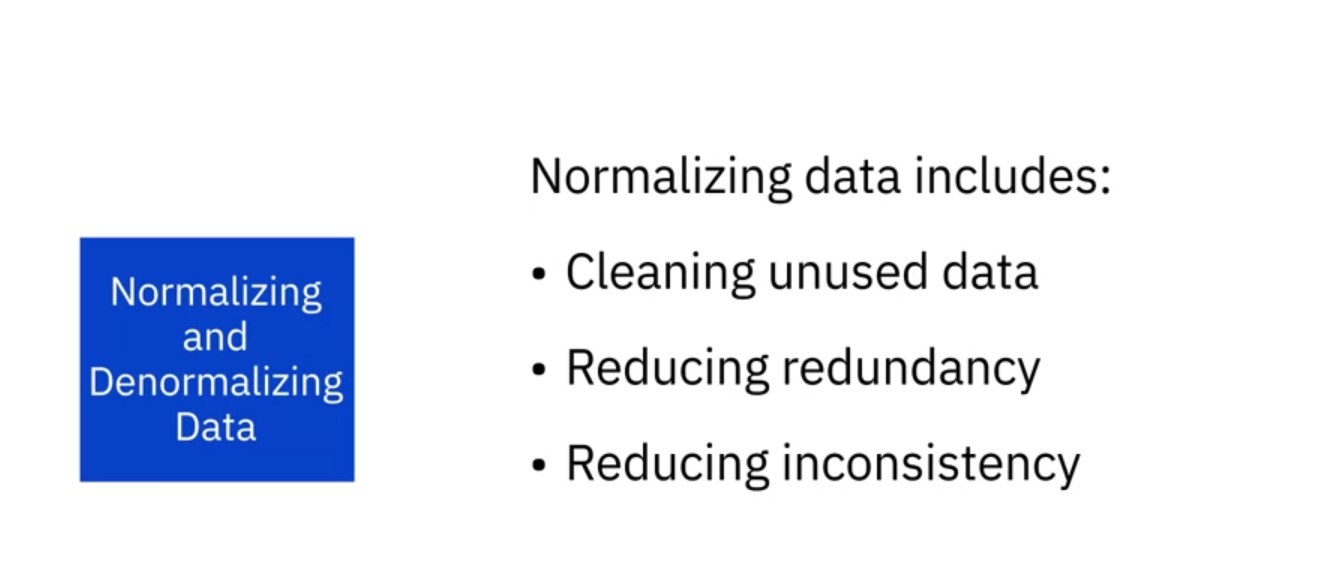 Normalizing
and
Denormalizing
Data
Normalizing data includes:
• Cleaning unused data
• Reducing redundancy
• Reducing inconsistency